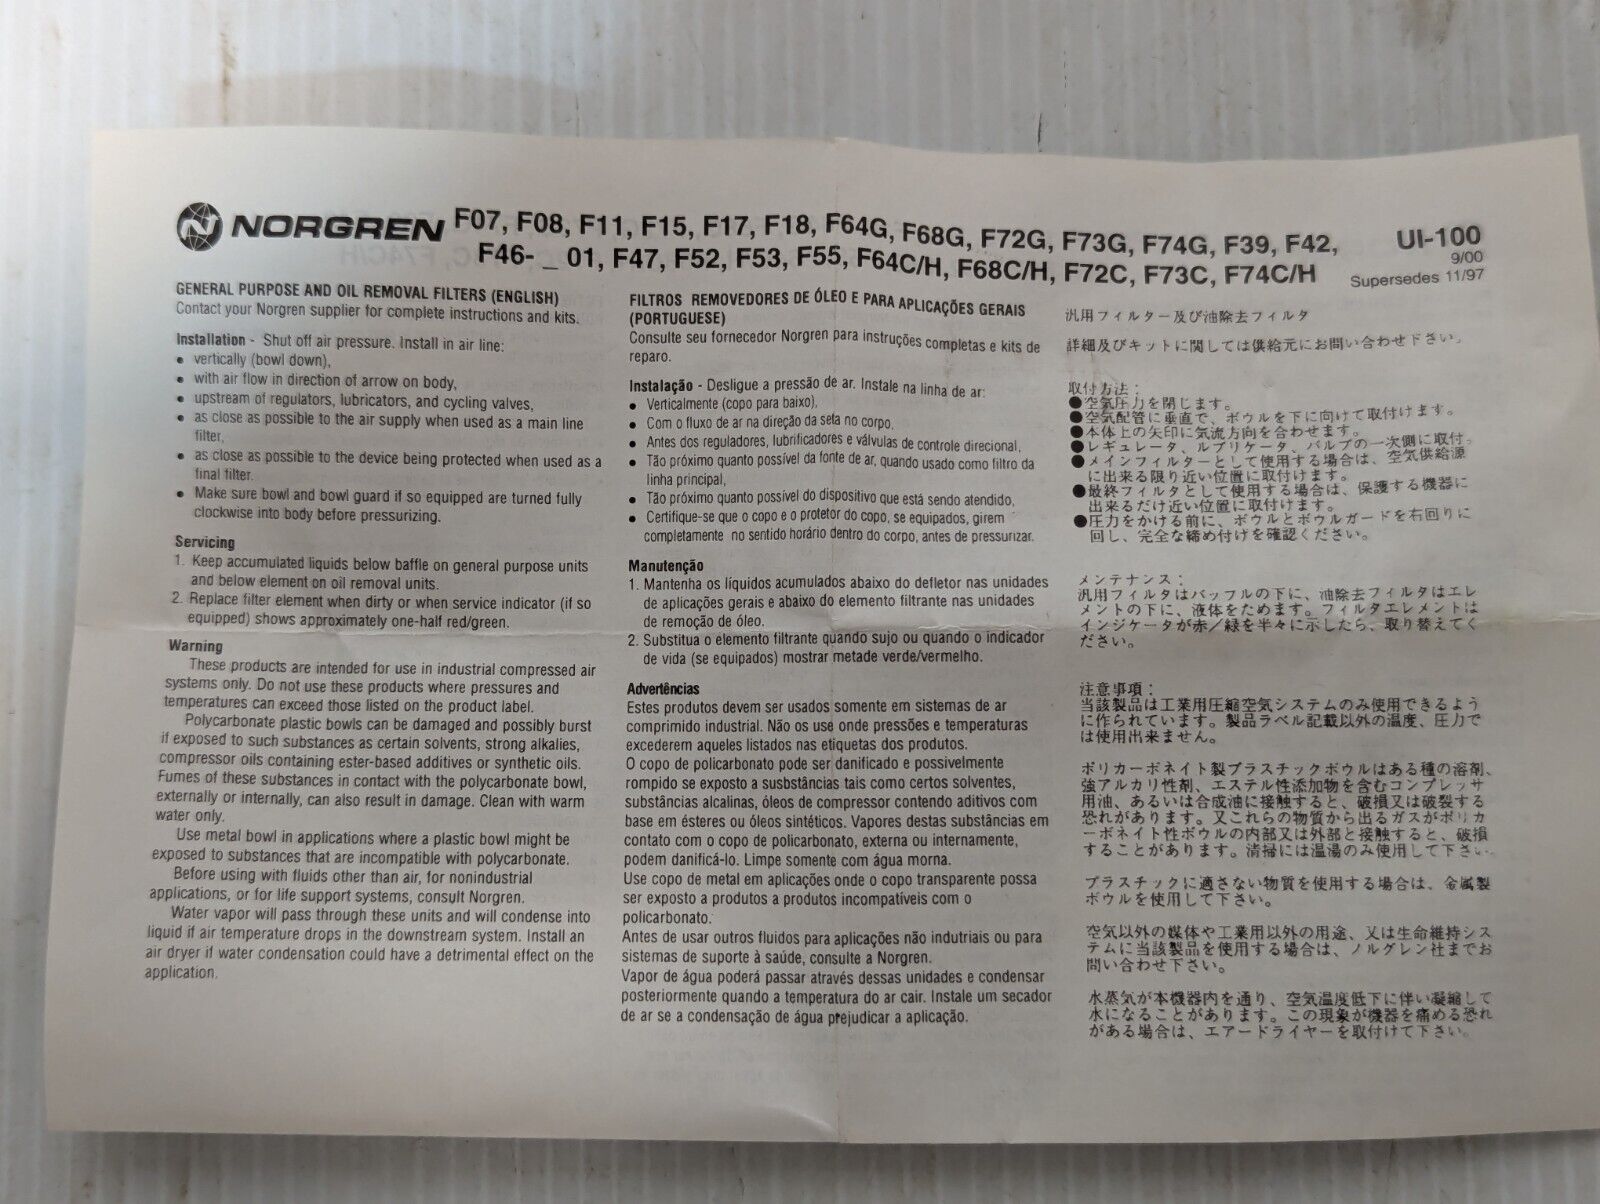 NORGREN F07, F08, F11, F15, F17, F18, F64G, F68G, F72G, F73G, F74G, F39, F42,
F46- _ 01, F47, F52, F53, F55, F64C/H, F68C/H, F72C, F73C, F74C/H
UI-100
9/00
Supersedes 11/97
GENERAL PURPOSE AND OIL REMOVAL FILTERS (ENGLISH)
Contact your Norgren supplier for complete instructions and kits.
Installation - Shut off air pressure. Install in air line:
• vertically (bowl down),
• with air flow in direction of arrow on body,
• upstream of regulators, lubricators, and cycling valves,
• as close as possible to the air supply when used as a main line
filter,
• as close as possible to the device being protected when used as a
final filter.
• Make sure bowl and bowl guard if so equipped are turned fully
clockwise into body before pressurizing.
Servicing
1. Keep accumulated liquids below baffle on general purpose units
and below element on oil removal units.
2. Replace filter element when dirty or when service indicator (if so
equipped) shows approximately one-half red/green.
Warning
These products are intended for use in industrial compressed air
systems only. Do not use these products where pressures and
temperatures can exceed those listed on the product label.
Polycarbonate plastic bowls can be damaged and possibly burst
if exposed to such substances as certain solvents, strong alkalies,
compressor oils containing ester-based additives or synthetic oils.
Fumes of these substances in contact with the polycarbonate bowl,
externally or internally, can also result in damage. Clean with warm
water only.
Use metal bowl in applications where a plastic bowl might be
exposed to substances that are incompatible with polycarbonate.
Before using with fluids other than air, for nonindustrial
applications, or for life support systems, consult Norgren.
Water vapor will pass through these units and will condense into
liquid if air temperature drops in the downstream system. Install an
air dryer if water condensation could have a detrimental effect on the
application.
FILTROS REMOVEDORES DE ÓLEO E PARA APLICAÇÕES GERAIS
(PORTUGUESE)
Consulte seu fornecedor Norgren para instruções completas e kits de
reparo.
Instalação - Desligue a pressão de ar. Instale na linha de ar:
• Verticalmente (copo para baixo),
• Com o fluxo de ar na direção da seta no corpo,
• Antes dos reguladores, lubrificadores e válvulas de controle direcional,
• Tão próximo quanto possível da fonte de ar, quando usado como filtro da
linha principal,
• Tão próximo quanto possível do dispositivo que está sendo atendido,
• Certifique-se que o copo e o protetor do copo, se equipados, girem
completamente no sentido horário dentro do corpo, antes de pressurizar.
Manutenção
1. Mantenha os líquidos acumulados abaixo do defletor nas unidades
de aplicações gerais e abaixo do elemento filtrante nas unidades
de remoção de óleo.
2. Substitua o elemento filtrante quando sujo ou quando o indicador
de vida (se equipados) mostrar metade verde/vermelho.
Advertências
Estes produtos devem ser usados somente em sistemas de ar
comprimido industrial. Não os use onde pressões e temperaturas
excederem aqueles listados nas etiquetas dos produtos.
O copo de policarbonato pode ser danificado e possivelmente
rompido se exposto a susbstâncias tais como certos solventes,
substâncias alcalinas, óleos de compressor contendo aditivos com
base em ésteres ou óleos sintéticos. Vapores destas substâncias em
contato com o copo de policarbonato, externa ou internamente,
podem danificá-lo. Limpe somente com água morna.
Use copo de metal em aplicações onde o copo transparente possa
ser exposto a produtos a produtos incompatíveis com o
policarbonato.
Antes de usar outros fluidos para aplicações não indutriais ou para
sistemas de suporte à saúde, consulte a Norgren.
Vapor de água poderá passar através dessas unidades e condensar
posteriormente quando a temperatura do ar cair. Instale um secador
de ar se a condensação de água prejudicar a aplicação.
汎用フィルター及び油除去フィルタ
詳細及びキットに関しては供給元にお問い合わせ下さい。
取付方法：
●空気圧力を閉じます。
●空気配管に垂直で、ボウルを下に向けて取付けます。
●本体上の矢印に気流方向を合わせます。
●レギュレータ、ルブリケータ、バルブの一次側に取付。
●メインフィルターとして使用する場合は、空気供給源
に出来る限り近い位置に取付けます。
●最終フィルタとして使用する場合は、保護する機器に
出来るだけ近い位置に取付けます。
●圧力をかける前に、ボウルとボウルガードを右回りに
回し、完全な締め付けを確認ください。
メンテナンス：
汎用フィルタはバッフルの下に、油除去フィルタはエレ
メントの下に、液体をためます。フィルタエレメントは
インジケータが赤／緑を半々に示したら、取り替えてく
ださい。
注意事項：
当該製品は工業用圧縮空気システムのみ使用できるよう
に作られています。製品ラベル記載以外の温度、圧力で
は使用出来ません。
ポリカーボネイト製プラスチックボウルはある種の溶剤、
強アルカリ性剤、エステル性添加物を含むコンプレッサ
用油、あるいは合成油に接触すると、破損又は破裂する
恐れがあります。又これらの物質から出るガスがポリカ
ーボネイト性ボウルの内部又は外部と接触すると、破損
することがあります。清掃には温湯のみ使用して下さい。
プラスチックに適さない物質を使用する場合は、金属製
ボウルを使用して下さい。
空気以外の媒体や工業用以外の用途、又は生命維持シス
テムに当該製品を使用する場合は、ノルグレン社までお
問い合わせ下さい。
水蒸気が本機器内を通り、空気温度低下に伴い凝縮して
水になることがあります。この現象が機器を痛める恐れ
がある場合は、エアードライヤーを取付けて下さい。